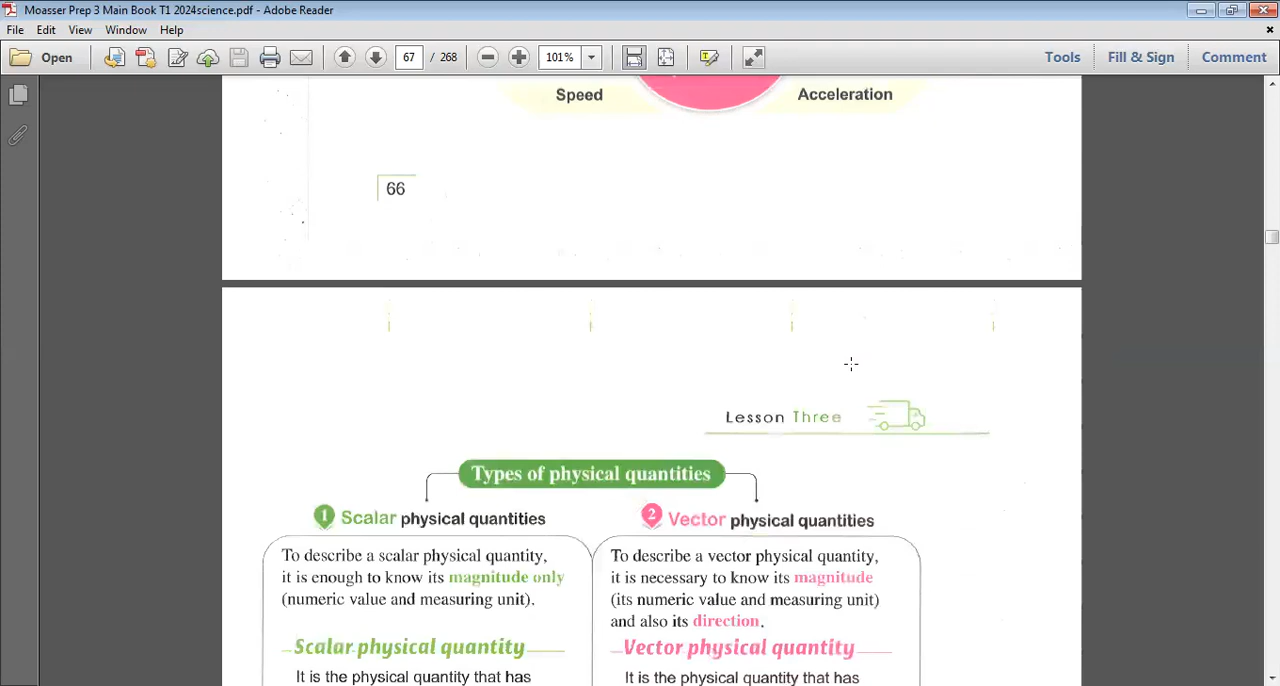 Moasser Prep 3 Main Book T1 2024science.pdf - Adobe Reader
File Edit View Window Help
Open 67 / 268 101% Tools Fill & Sign Comment
Speed Acceleration
66
Lesson Three
Types of physical quantities
1 Scalar physical quantities
To describe a scalar physical quantity,
it is enough to know its magnitude only
(numeric value and measuring unit).
Scalar physical quantity
It is the physical quantity that has
2 Vector physical quantities
To describe a vector physical quantity,
it is necessary to know its magnitude
(its numeric value and measuring unit)
and also its direction.
Vector physical quantity
It is the physical quantity that has